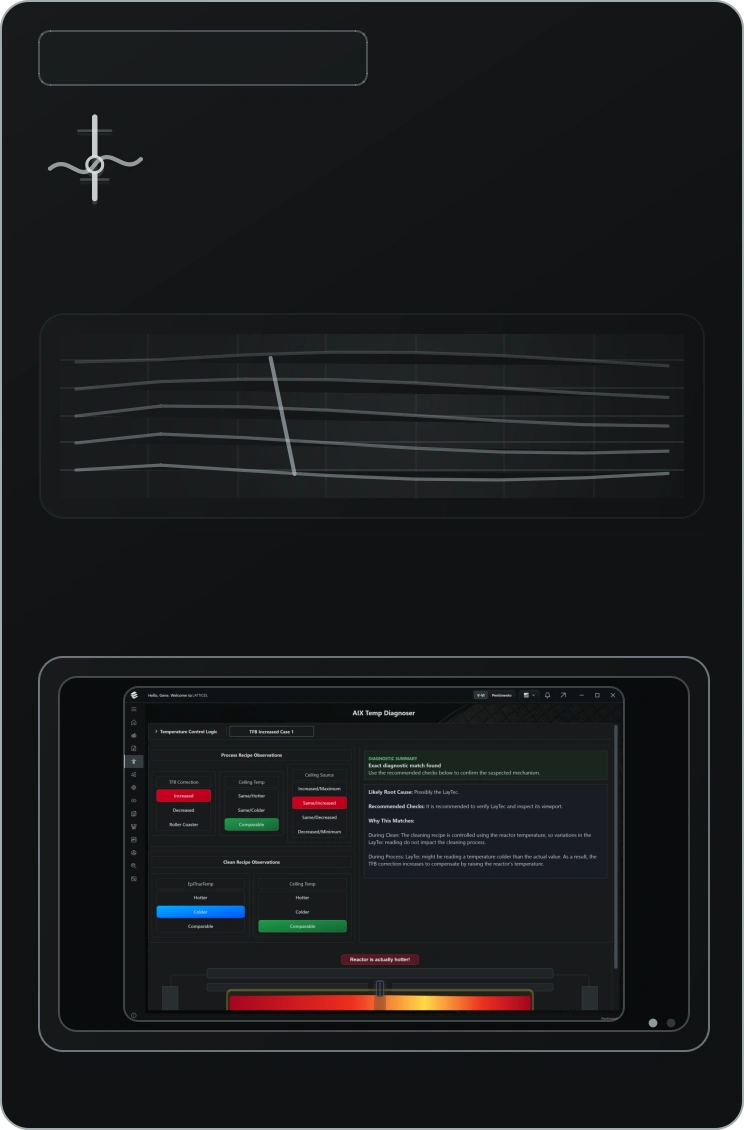 Hello, Gene. Welcome to LATTICES.
Pentimento
AIX Temp Diagnoser
Temperature Control Logic
TFB Increased Case 1
Process Recipe Observations
TFB Correction
Increased
Decreased
Roller Coaster
Ceiling Temp
Same/Hotter
Same/Colder
Comparable
Ceiling Source
Increased/Maximum
Same/Increased
Same/Decreased
Decreased/Minimum
Clean Recipe Observations
EpiTrueTemp
Hotter
Colder
Comparable
Ceiling Temp
Hotter
Colder
Comparable
DIAGNOSTIC SUMMARY
Exact diagnostic match found
Use the recommended checks below to confirm the suspected mechanism.
Likely Root Cause: Provibly the LayTec.
Recommended Checks: It is recommended to verify LayTec and inspect its viewport.
Why This Matches:
During Clean: The cleaning recipe is controlled using the reactor temperature, so variations in the
LayTec reading do not impact the cleaning process.
During Process: LayTec might be reading a temperature colder than the actual value. As a result, the
TFB correction increases to compensate by raising the reactor's temperature.
Reactor is actually hotter!